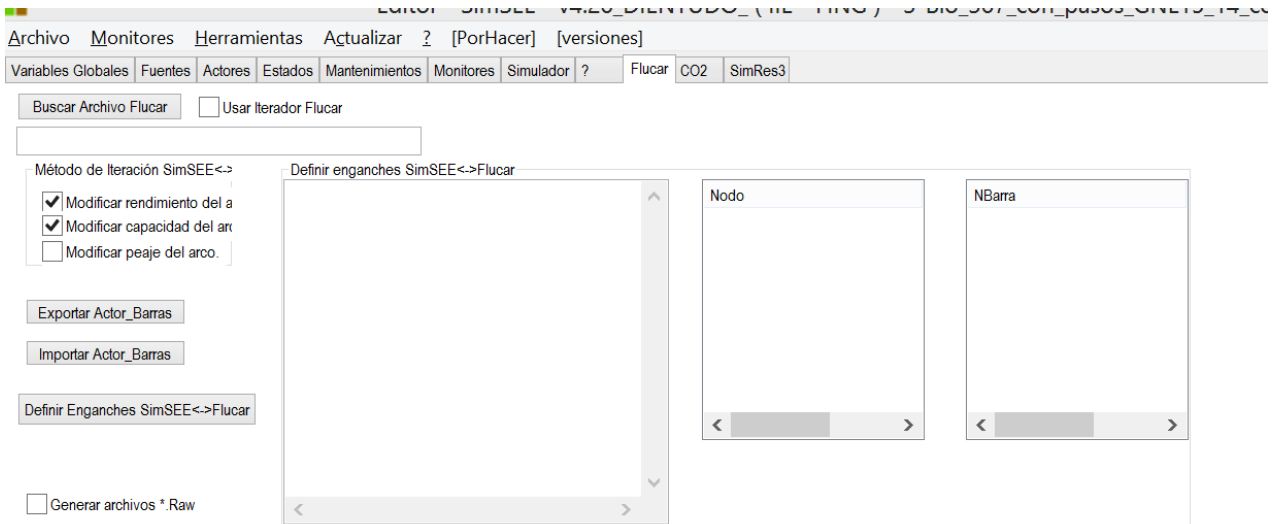 Archivo Monitores Herramientas Actualizar ? [PorHacer] [versiones]
Variables Globales Fuentes Actores Estados Mantenimientos Monitores Simulador ? Flucar CO2 SimRes3
Buscar Archivo Flucar Usar Iterador Flucar
Método de Iteración SimSEE<-> Definir enganches SimSEE<->Flucar
Modificar rendimiento del a Nodo NBarra
Modificar capacidad del arc
Modificar peaje del arco.
Exportar Actor_Barras
Importar Actor_Barras
Definir Enganches SimSEE<->Flucar
Generar archivos *.Raw